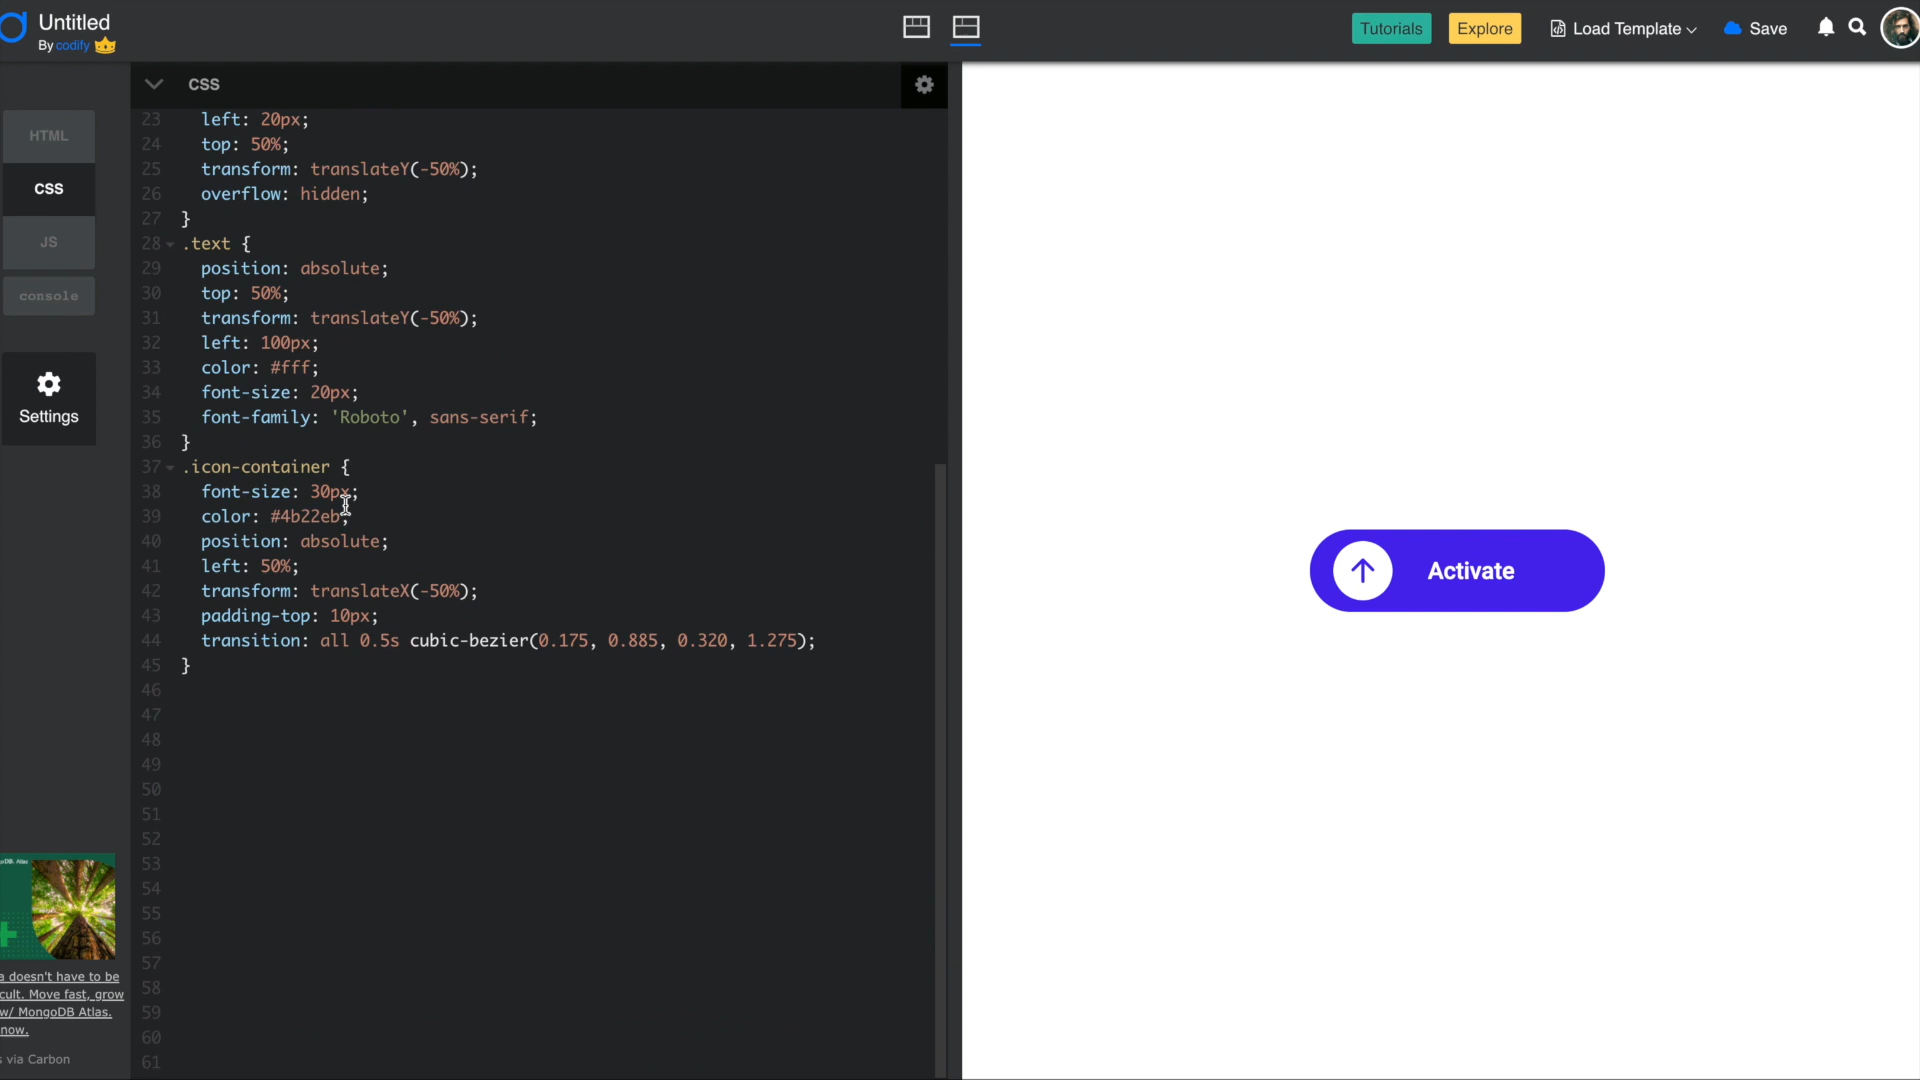 Untitled
By codify
Tutorials
Explore
Load Template
Save
CSS
HTML
CSS
JS
console
Settings
23 left: 20px;
24 top: 50%;
25 transform: translateY(-50%);
26 overflow: hidden;
27 }
28 .text {
29 position: absolute;
30 top: 50%;
31 transform: translateY(-50%);
32 left: 100px;
33 color: #fff;
34 font-size: 20px;
35 font-family: 'Roboto', sans-serif;
36 }
37 .icon-container {
38 font-size: 30px;
39 color: #4b22eb;
40 position: absolute;
41 left: 50%;
42 transform: translateX(-50%);
43 padding-top: 10px;
44 transition: all 0.5s cubic-bezier(0.175, 0.885, 0.320, 1.275);
45 }
46
47
48
49
50
51
52
53
54
55
56
57
58
59
60
61
Activate
a doesn't have to be
cult. Move fast, grow
w/ MongoDB Atlas.
now.
s via Carbon